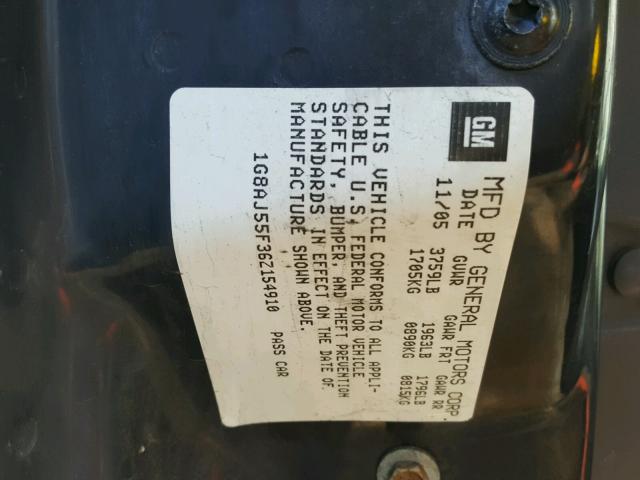 GM
MFD BY GENERAL MOTORS CORP.
DATE GVWR GAWR FRT GAWR RR
11/05 3759LB 1963LB 1796LB
1705KG 0890KG 0815KG
THIS VEHICLE CONFORMS TO ALL APPLI-
CABLE U.S. FEDERAL MOTOR VEHICLE
SAFETY, BUMPER, AND THEFT PREVENTION
STANDARDS IN EFFECT ON THE DATE OF
MANUFACTURE SHOWN ABOVE.
1G8AJ55F36Z154910 PASS CAR